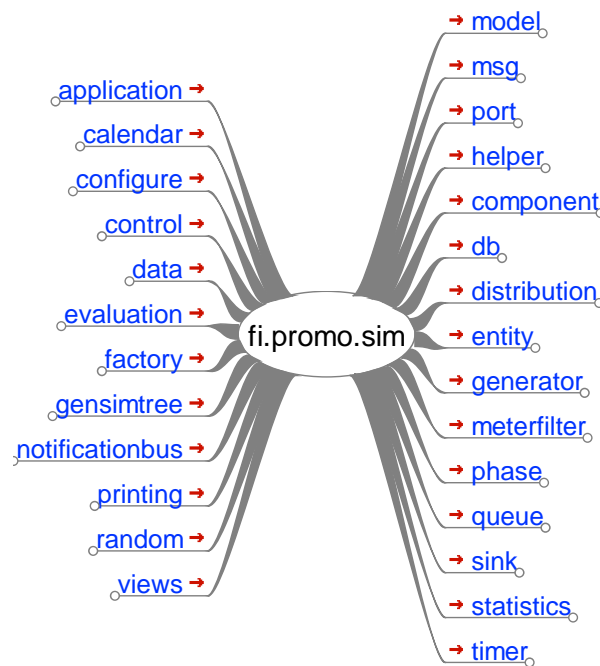 application
calendar
configure
control
data
evaluation
factory
gensimtree
notificationbus
printing
random
views
fi.promo.sim
model
msg
port
helper
component
db
distribution
entity
generator
meterfilter
phase
queue
sink
statistics
timer